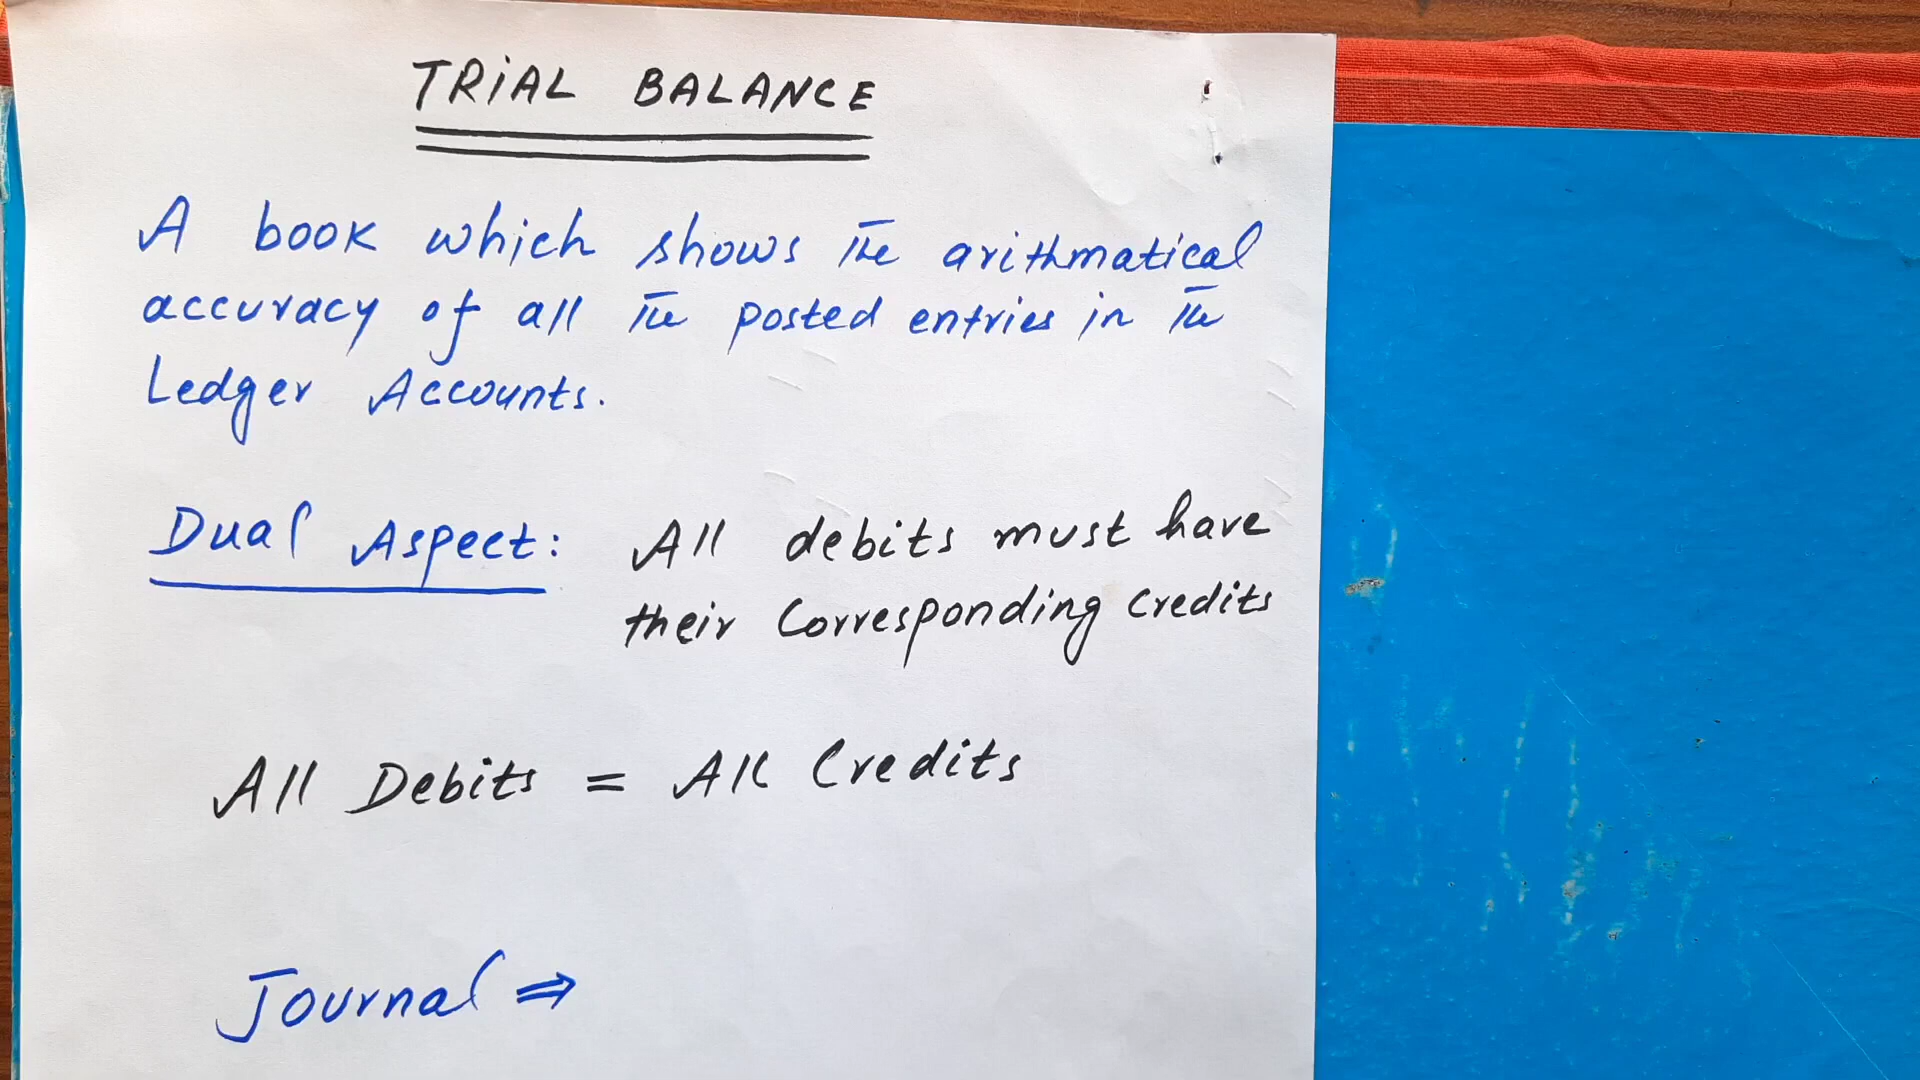 TRIAL BALANCE
A book which shows the arithmatical
accuracy of all the posted entries in the
Ledger Accounts.
Dual Aspect: All debits must have
their Corresponding Credits
All Debits = All Credits
Journal ⇒